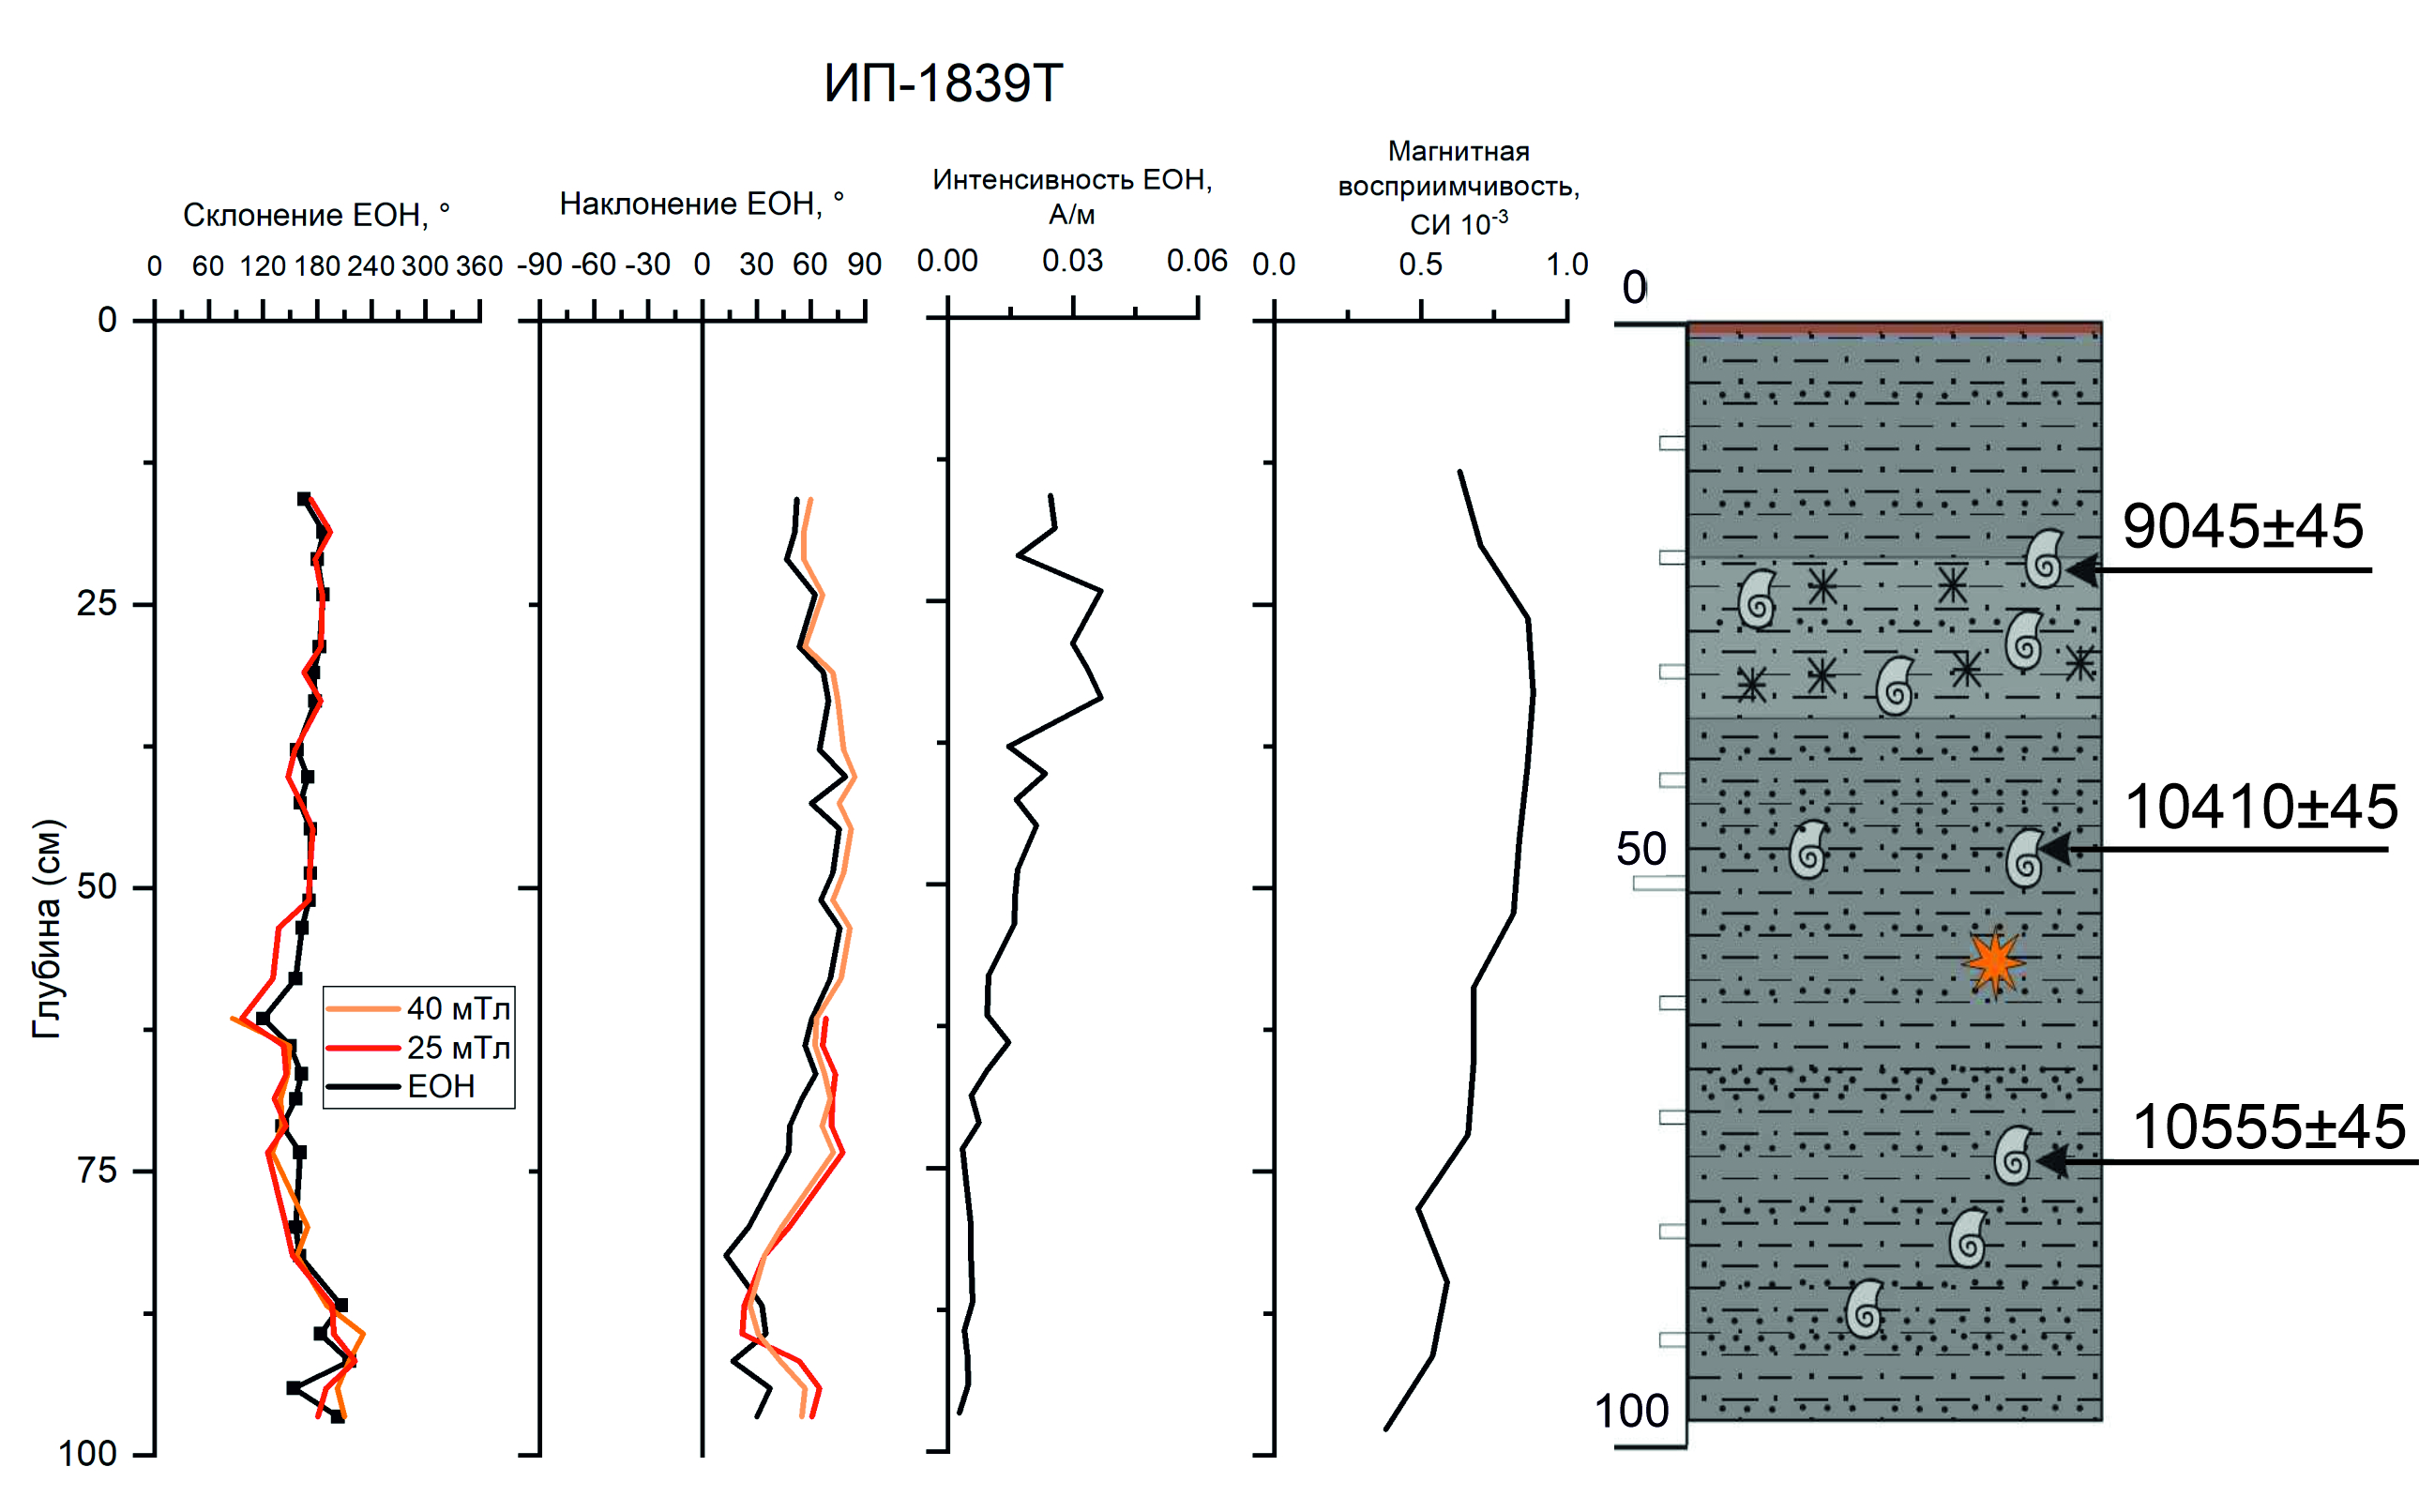 ИП-1839Т
Склонение ЕОН, °
0 60 120 180 240 300 360
Наклонение ЕОН, °
-90 -60 -30 0 30 60 90
Интенсивность ЕОН,
А/м
0.00 0.03 0.06
Магнитная
восприимчивость,
СИ 10-3
0.0 0.5 1.0
Глубина (см)
0
25
50
75
100
40 мТл
25 мТл
ЕОН
0
50
100
9045±45
10410±45
10555±45